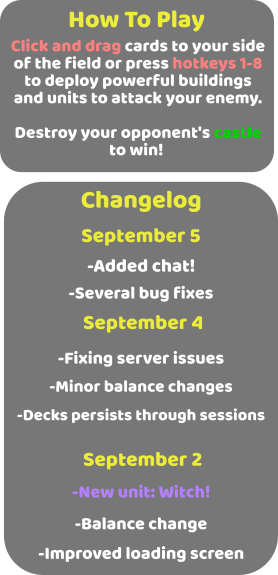 How To Play
Click and drag cards to your side
of the field or press hotkeys 1-8
to deploy powerful buildings
and units to attack your enemy.
Destroy your opponent's castle
to win!
Changelog
September 5
-Added chat!
-Several bug fixes
September 4
-Fixing server issues
-Minor balance changes
-Decks persists through sessions
September 2
-New unit: Witch!
-Balance change
-Improved loading screen